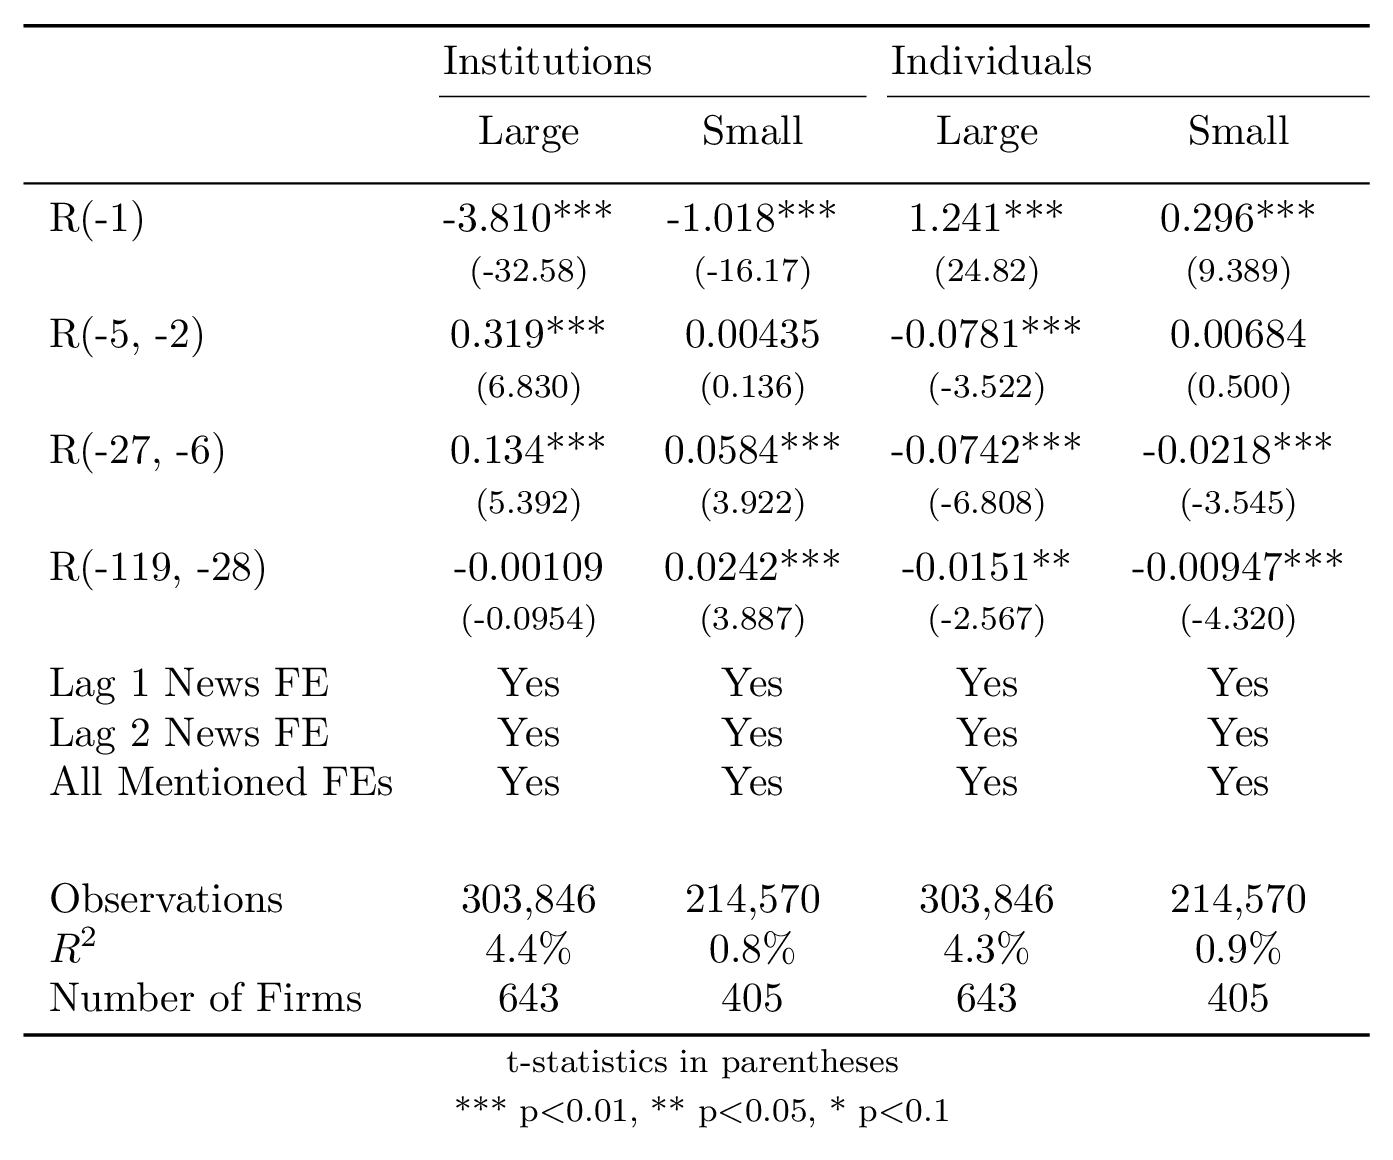 Institutions Individuals
Large Small Large Small
R(-1) -3.810*** -1.018*** 1.241*** 0.296***
(-32.58) (-16.17) (24.82) (9.389)
R(-5, -2) 0.319*** 0.00435 -0.0781*** 0.00684
(6.830) (0.136) (-3.522) (0.500)
R(-27, -6) 0.134*** 0.0584*** -0.0742*** -0.0218***
(5.392) (3.922) (-6.808) (-3.545)
R(-119, -28) -0.00109 0.0242*** -0.0151** -0.00947***
(-0.0954) (3.887) (-2.567) (-4.320)
Lag 1 News FE Yes Yes Yes Yes
Lag 2 News FE Yes Yes Yes Yes
All Mentioned FEs Yes Yes Yes Yes
Observations 303,846 214,570 303,846 214,570
R² 4.4% 0.8% 4.3% 0.9%
Number of Firms 643 405 643 405
t-statistics in parentheses
*** p<0.01, ** p<0.05, * p<0.1